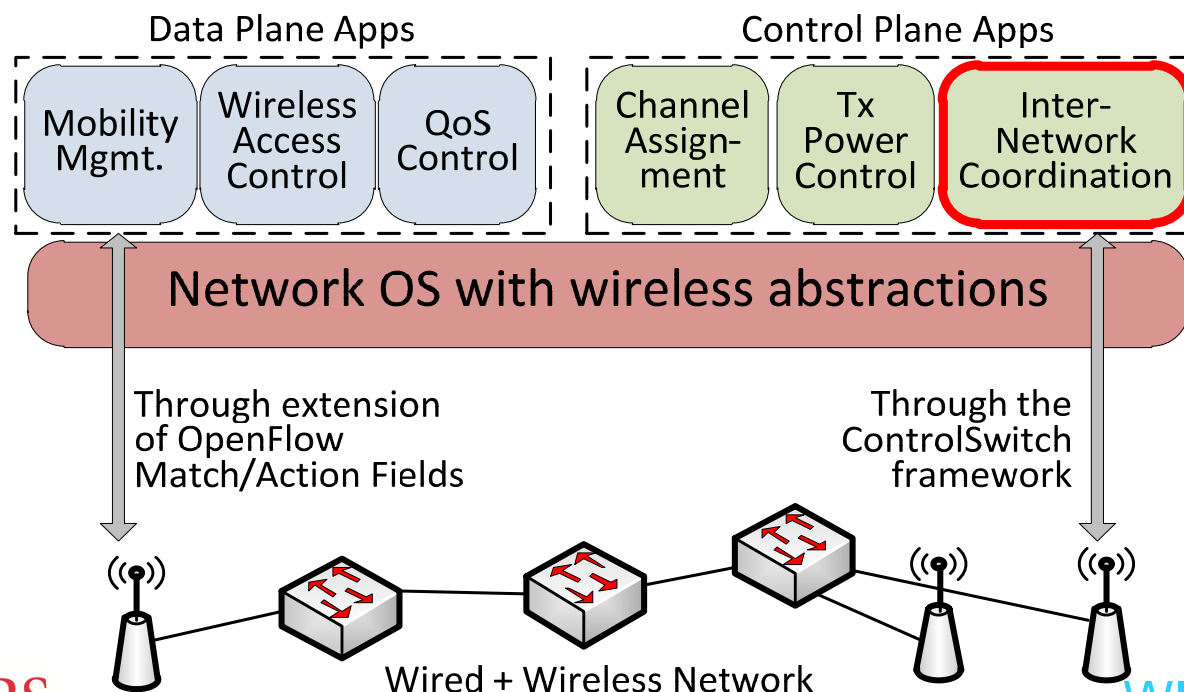 Data Plane Apps
Control Plane Apps
Mobility
Mgmt.
Wireless
Access
Control
QoS
Control
Channel
Assign-
ment
Tx
Power
Control
Inter-
Network
Coordination
Network OS with wireless abstractions
Through extension
of OpenFlow
Match/Action Fields
Through the
ControlSwitch
framework
Wired + Wireless Network